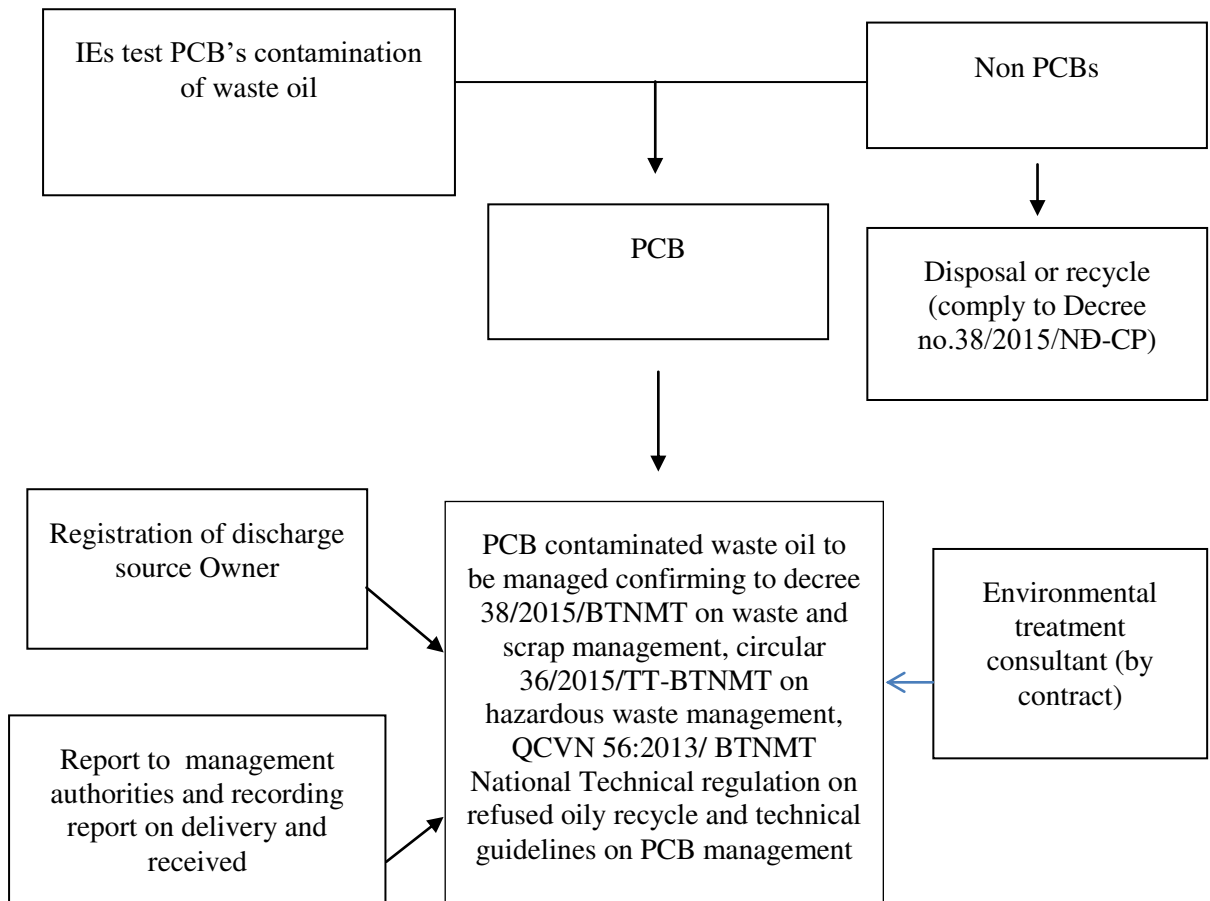 IEs test PCB’s contamination
of waste oil
Non PCBs
PCB
Disposal or recycle
(comply to Decree
no.38/2015/NĐ-CP)
Registration of discharge
source Owner
PCB contaminated waste oil to
be managed confirming to decree
38/2015/BTNMT on waste and
scrap management, circular
36/2015/TT-BTNMT on
hazardous waste management,
QCVN 56:2013/ BTNMT
National Technical regulation on
refused oily recycle and technical
guidelines on PCB management
Environmental
treatment
consultant (by
contract)
Report to management
authorities and recording
report on delivery and
received